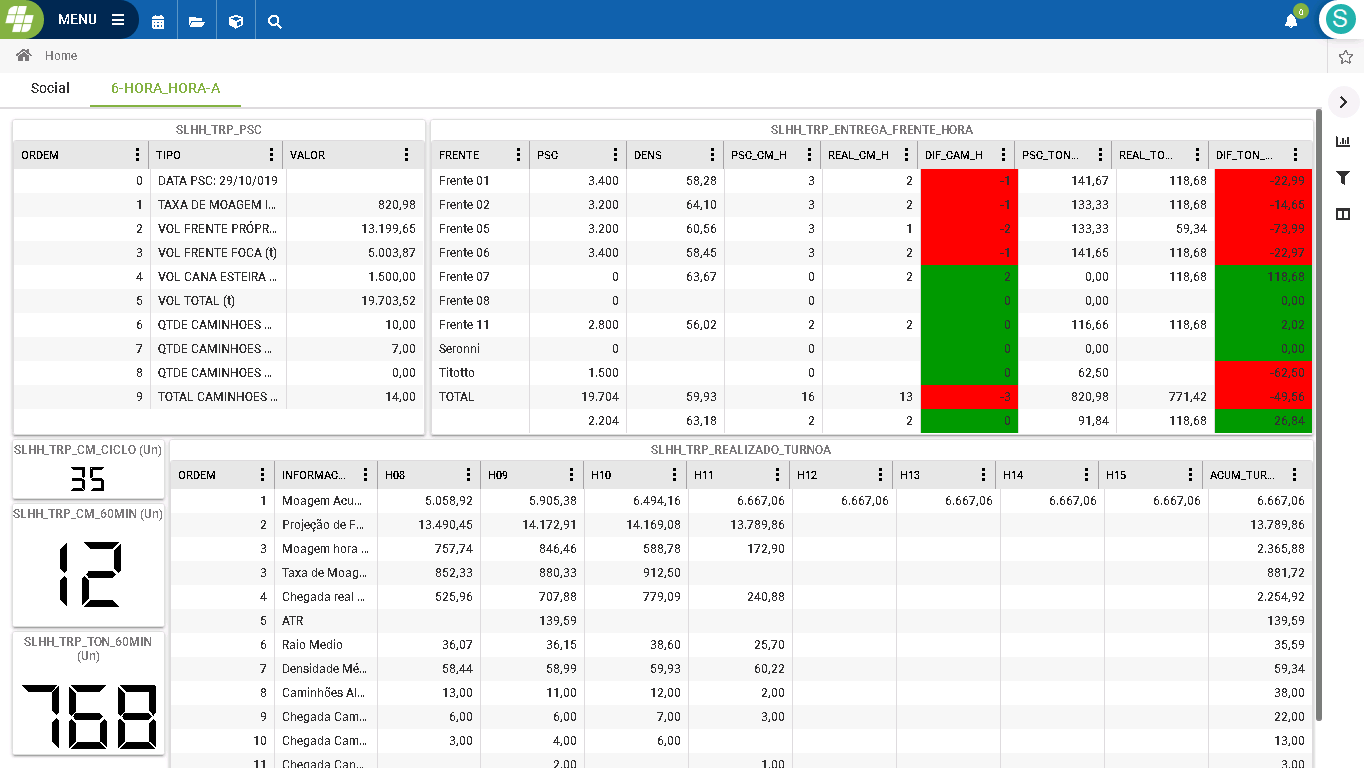 MENU
0
S
Home
Social 6-HORA_HORA-A
SLHH_TRP_PSC
ORDEM TIPO VALOR
0 DATA PSC: 29/10/019
1 TAXA DE MOAGEM I... 820,98
2 VOL FRENTE PRÓPR... 13.199,65
3 VOL FRENTE FOCA (t) 5.003,87
4 VOL CANA ESTEIRA ... 1.500,00
5 VOL TOTAL (t) 19.703,52
6 QTDE CAMINHOES ... 10,00
7 QTDE CAMINHOES ... 7,00
8 QTDE CAMINHOES ... 0,00
9 TOTAL CAMINHOES ... 14,00
SLHH_TRP_ENTREGA_FRENTE_HORA
FRENTE PSC DENS PSC_CM_H REAL_CM_H DIF_CAM_H PSC_TON... REAL_TO... DIF_TON_...
Frente 01 3.400 58,28 3 2 -1 141,67 118,68 -22,99
Frente 02 3.200 64,10 3 2 -1 133,33 118,68 -14,65
Frente 05 3.200 60,56 3 1 -2 133,33 59,34 -73,99
Frente 06 3.400 58,45 3 2 -1 141,65 118,68 -22,97
Frente 07 0 63,67 0 2 2 0,00 118,68 118,68
Frente 08 0 0 0 0,00 0,00
Frente 11 2.800 56,02 2 2 0 116,66 118,68 2,02
Seronni 0 0 0 0,00 0,00
Titotto 1.500 0 0 62,50 -62,50
TOTAL 19.704 59,93 16 13 -3 820,98 771,42 -49,56
2.204 63,18 2 2 0 91,84 118,68 26,84
SLHH_TRP_CM_CICLO (Un)
35
SLHH_TRP_CM_60MIN (Un)
12
SLHH_TRP_TON_60MIN
(Un)
768
SLHH_TRP_REALIZADO_TURNOA
ORDEM INFORMAC... H08 H09 H10 H11 H12 H13 H14 H15 ACUM_TUR...
1 Moagem Acu... 5.058,92 5.905,38 6.494,16 6.667,06 6.667,06 6.667,06 6.667,06 6.667,06 6.667,06
2 Projeção de F... 13.490,45 14.172,91 14.169,08 13.789,86 13.789,86
3 Moagem hora ... 757,74 846,46 588,78 172,90 2.365,88
3 Taxa de Moag... 852,33 880,33 912,50 881,72
4 Chegada real ... 525,96 707,88 779,09 240,88 2.254,92
5 ATR 139,59 139,59
6 Raio Medio 36,07 36,15 38,60 25,70 35,59
7 Densidade Mé... 58,44 58,99 59,93 60,22 59,34
8 Caminhões Al... 13,00 11,00 12,00 2,00 38,00
9 Chegada Cam... 6,00 6,00 7,00 3,00 22,00
10 Chegada Cam... 3,00 4,00 6,00 13,00
11 Chegada Can... 2,00 1,00 3,00